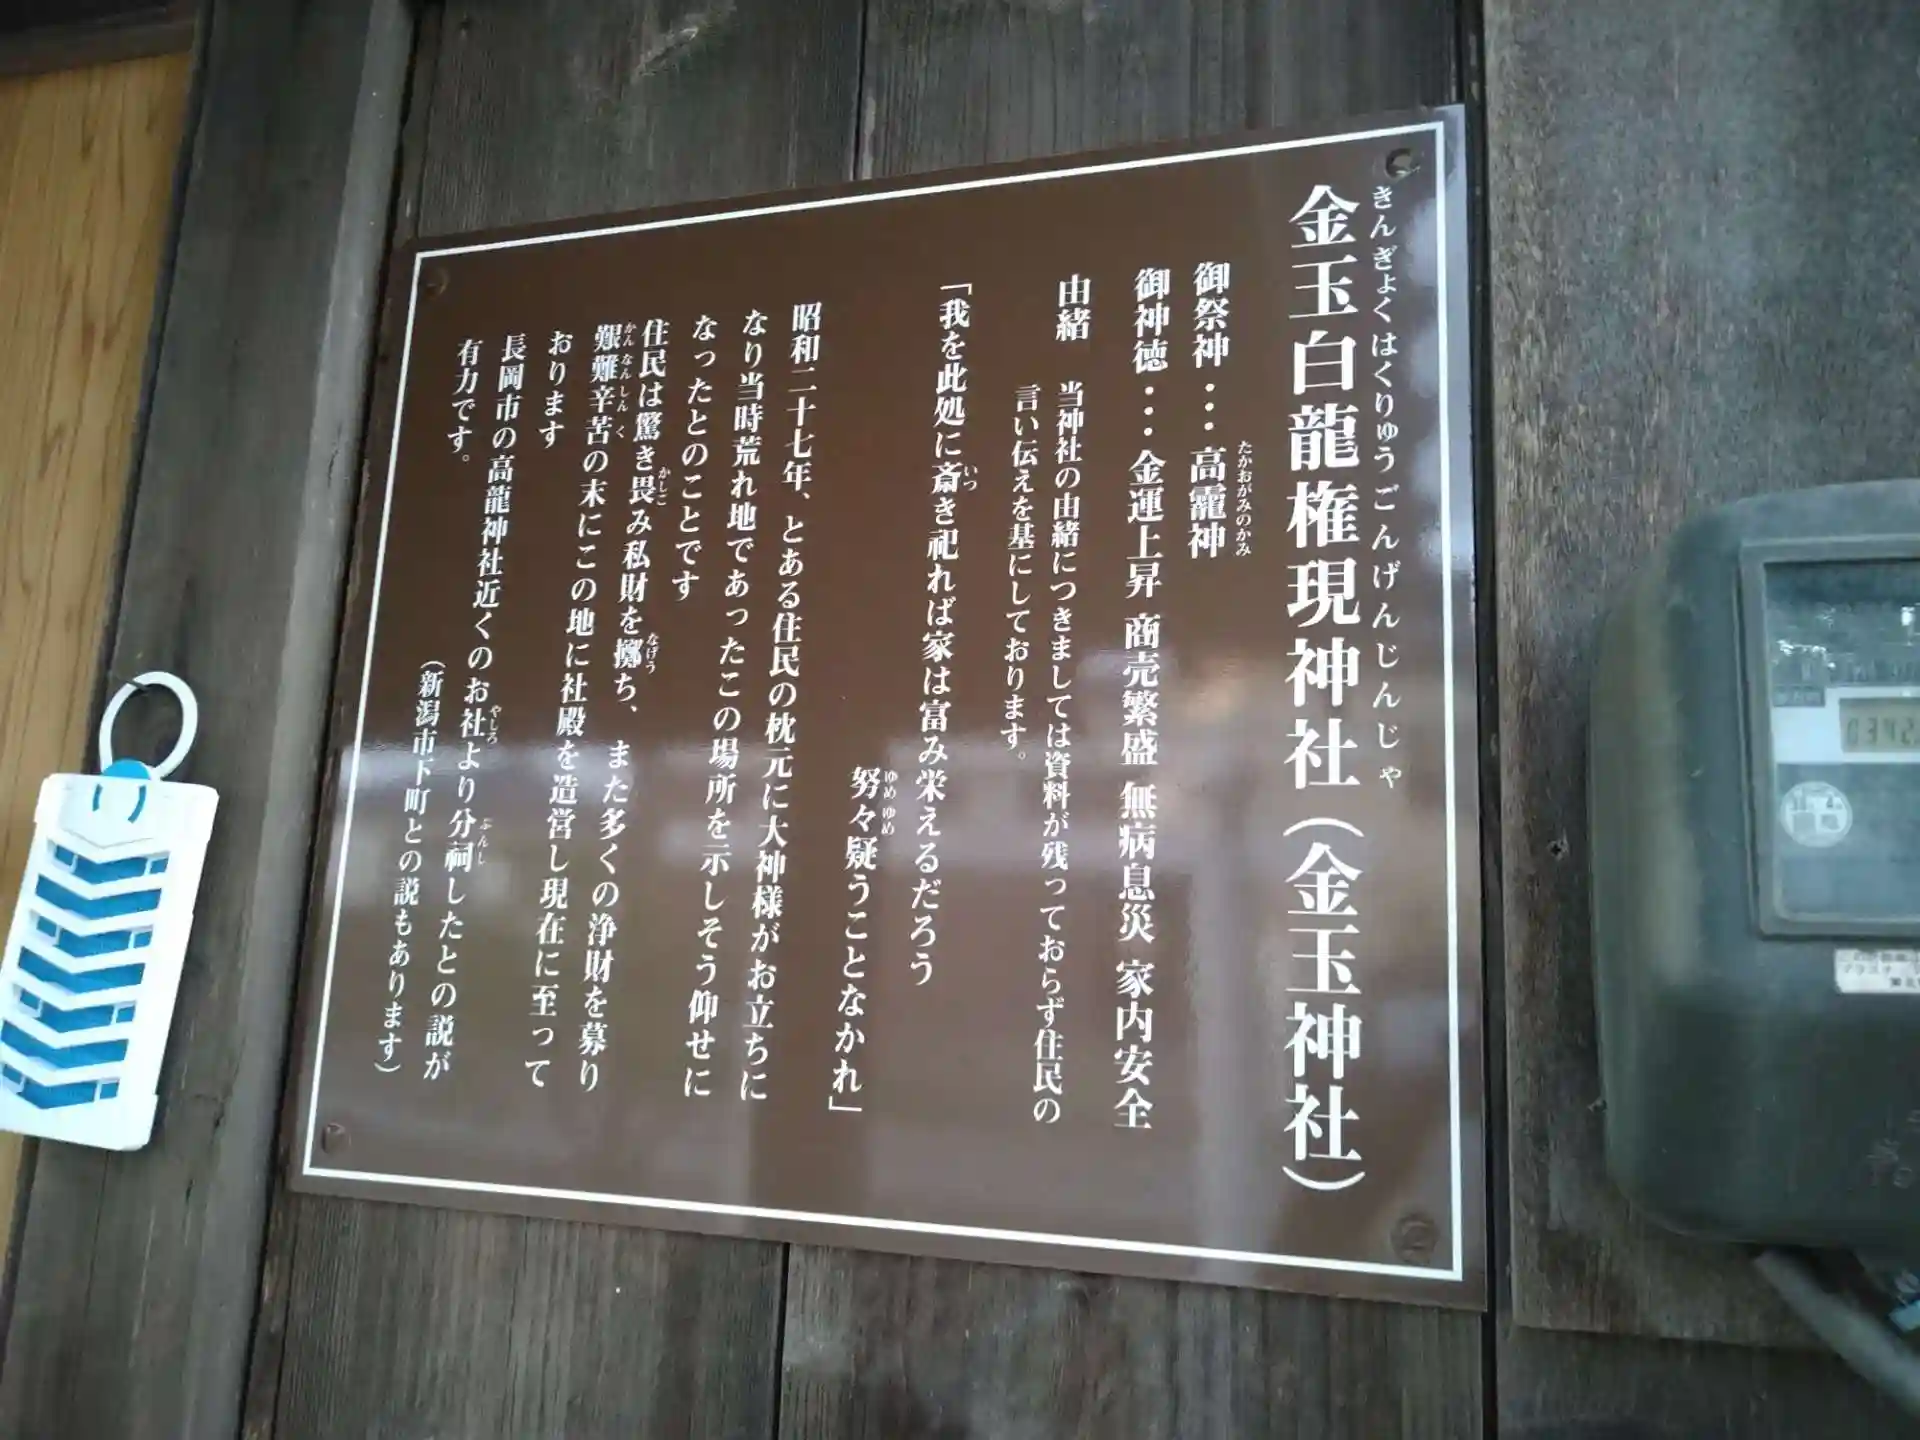 金玉白龍権現神社（金玉神社）
きんぎょくはくりゅうごんげんじんじゃ
御祭神・・・高龗神
たかおがみのかみ
御神徳・・・金運上昇 商売繁盛 無病息災 家内安全
由緒 当神社の由緒につきましては資料が残っておらず住民の
言い伝えを基にしております。
「我を此処に斎き祀れば家は富み栄えるだろう
いつ
努々疑うことなかれ」
ゆめゆめ
昭和二十七年、とある住民の枕元に大神様がお立ちに
なり当時荒れ地であったこの場所を示しそう仰せに
なったとのことです
住民は驚き畏み私財を擲ち、また多くの浄財を募り
かしこ
なげう
艱難辛苦の末にこの地に社殿を造営し現在に至って
かんなんしんく
おります
長岡市の高龍神社近くのお社より分祠したとの説が
やしろ
ぶんし
有力です。
（新潟市下町との説もあります）